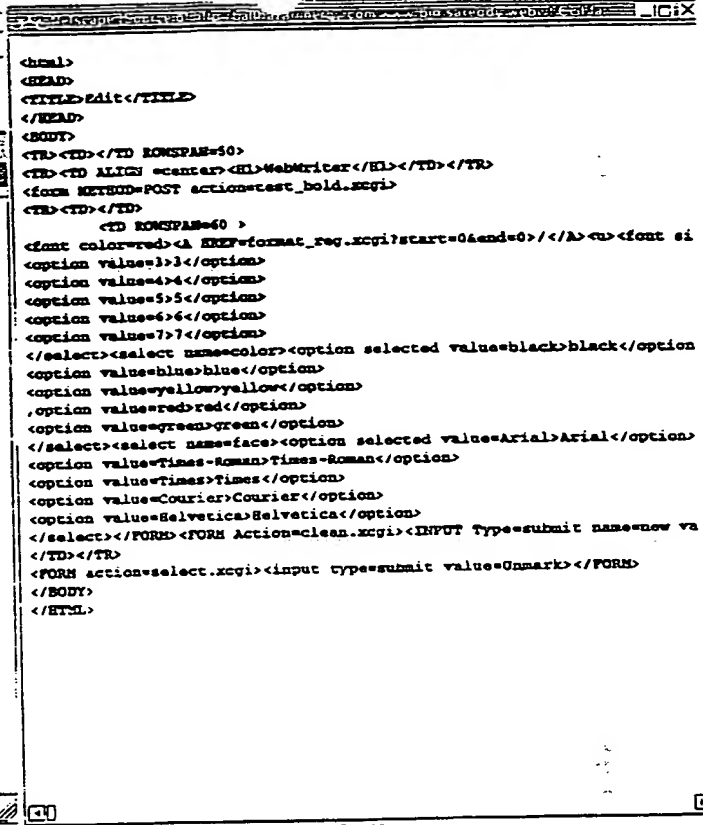 <html>
<HEAD>
<TITLE>Edit</TITLE>
</HEAD>
<BODY>
<TR><TD></TD ROWSPAN=50>
<TR><TD ALIGN =center><H1>WebWriter</H1></TD></TR>
<form METHOD=POST action=test_bold.xcgi>
<TR><TD></TD>
<TD ROWSPAN=60 >
<font color=red><A HREF=format_reg.xcgi?start=0&end=0>/</A><u><font si
<option value=3>3</option>
<option value=4>4</option>
<option value=5>5</option>
<option value=6>6</option>
<option value=7>7</option>
</select><select name=color><option selected value=black>black</option
<option value=blue>blue</option>
<option value=yellow>yellow</option>
,option value=red>red</option>
<option value=green>green</option>
</select><select name=face><option selected value=Arial>Arial</option>
<option value=Times-Roman>Times-Roman</option>
<option value=Times>Times</option>
<option value=Courier>Courier</option>
<option value=Helvetica>Helvetica</option>
</select></FORM><FORM Action=clean.xcgi><INPUT Type=submit name=new va
</TD></TR>
<FORM action=select.xcgi><input type=submit value=Unmark></FORM>
</BODY>
</HTML>